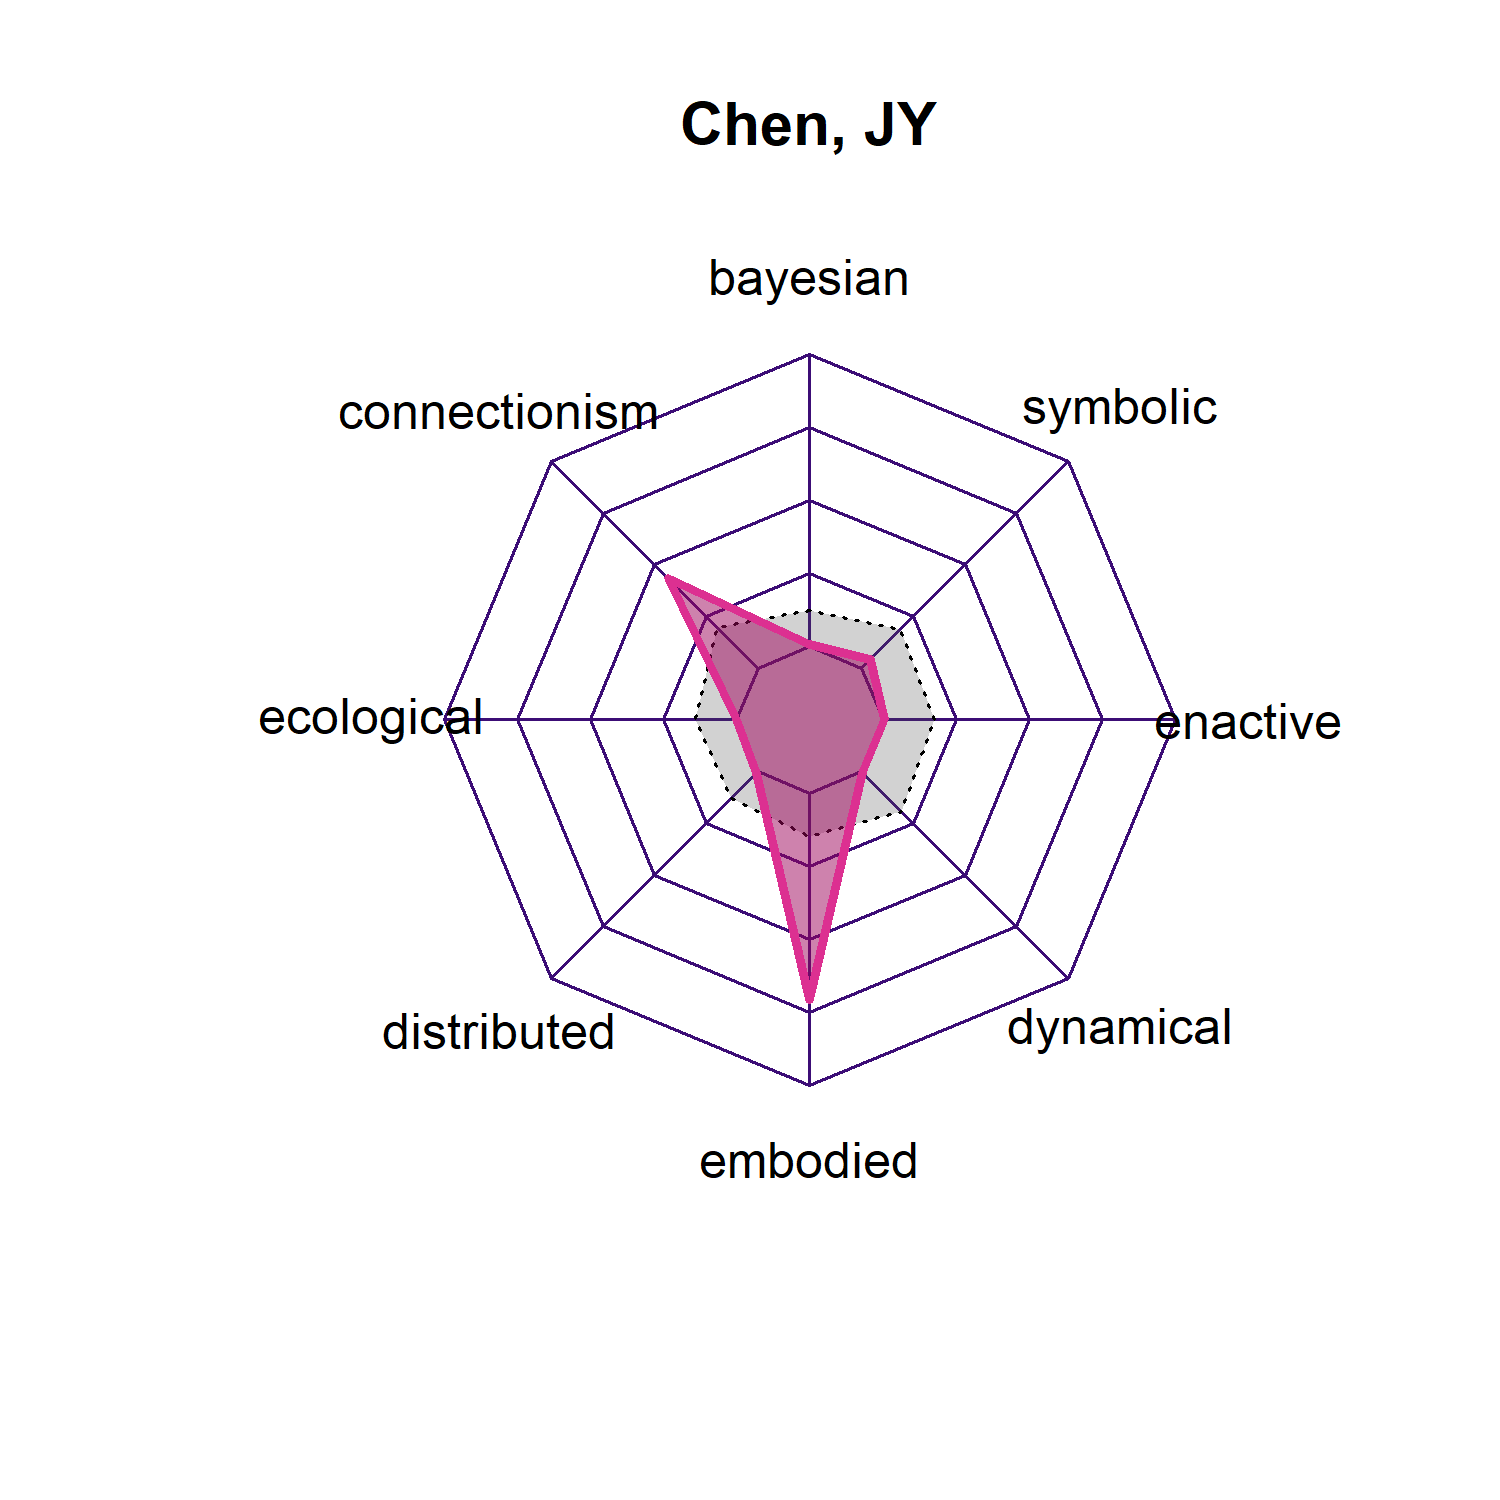 Chen, JY
bayesian
connectionism
symbolic
ecological
enactive
distributed
dynamical
embodied